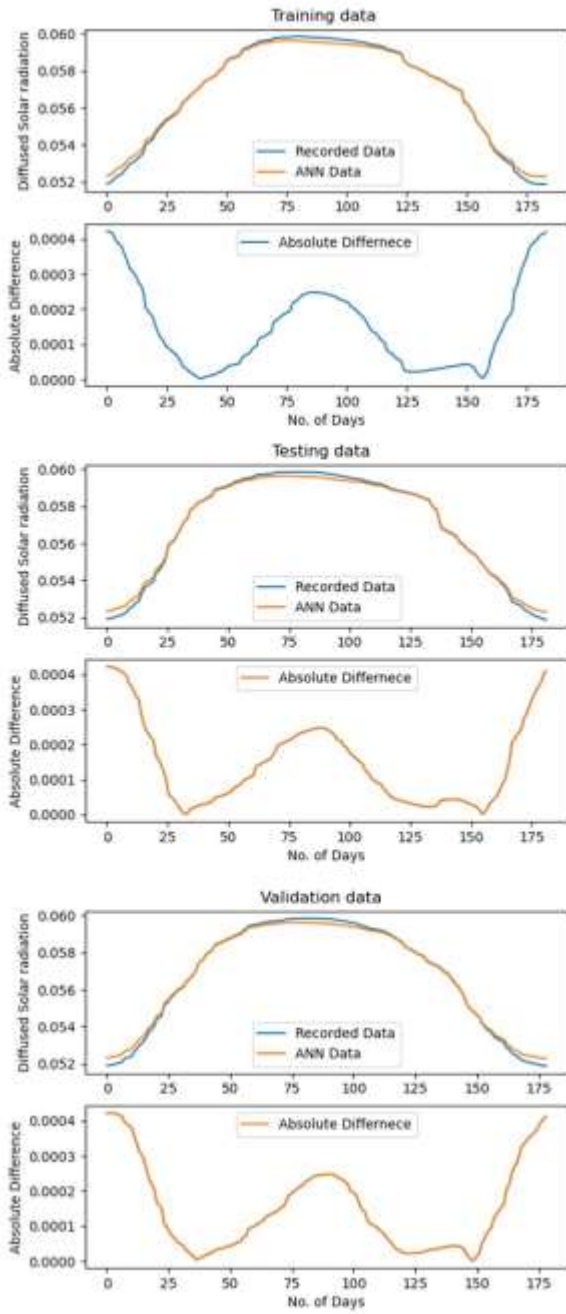 Training data
0.060
0.058
0.056
0.054
0.052
Diffused Solar radiation
Recorded Data
ANN Data
0 25 50 75 100 125 150 175
0.0004
0.0003
0.0002
0.0001
0.0000
Absolute Difference
Absolute Differnece
0 25 50 75 100 125 150 175
No. of Days
Testing data
0.060
0.058
0.056
0.054
0.052
Diffused Solar radiation
Recorded Data
ANN Data
0 25 50 75 100 125 150 175
0.0004
0.0003
0.0002
0.0001
0.0000
Absolute Difference
Absolute Differnece
0 25 50 75 100 125 150 175
No. of Days
Validation data
0.060
0.058
0.056
0.054
0.052
Diffused Solar radiation
Recorded Data
ANN Data
0 25 50 75 100 125 150 175
0.0004
0.0003
0.0002
0.0001
0.0000
Absolute Difference
Absolute Differnece
0 25 50 75 100 125 150 175
No. of Days